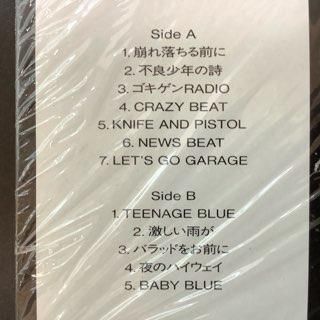 Side A
1. 崩れ落ちる前に
2. 不良少年の詩
3. ゴキゲンRADIO
4. CRAZY BEAT
5. KNIFE AND PISTOL
6. NEWS BEAT
7. LET'S GO GARAGE
Side B
1. TEENAGE BLUE
2. 激しい雨が
3. バラッドをお前に
4. 夜のハイウェイ
5. BABY BLUE